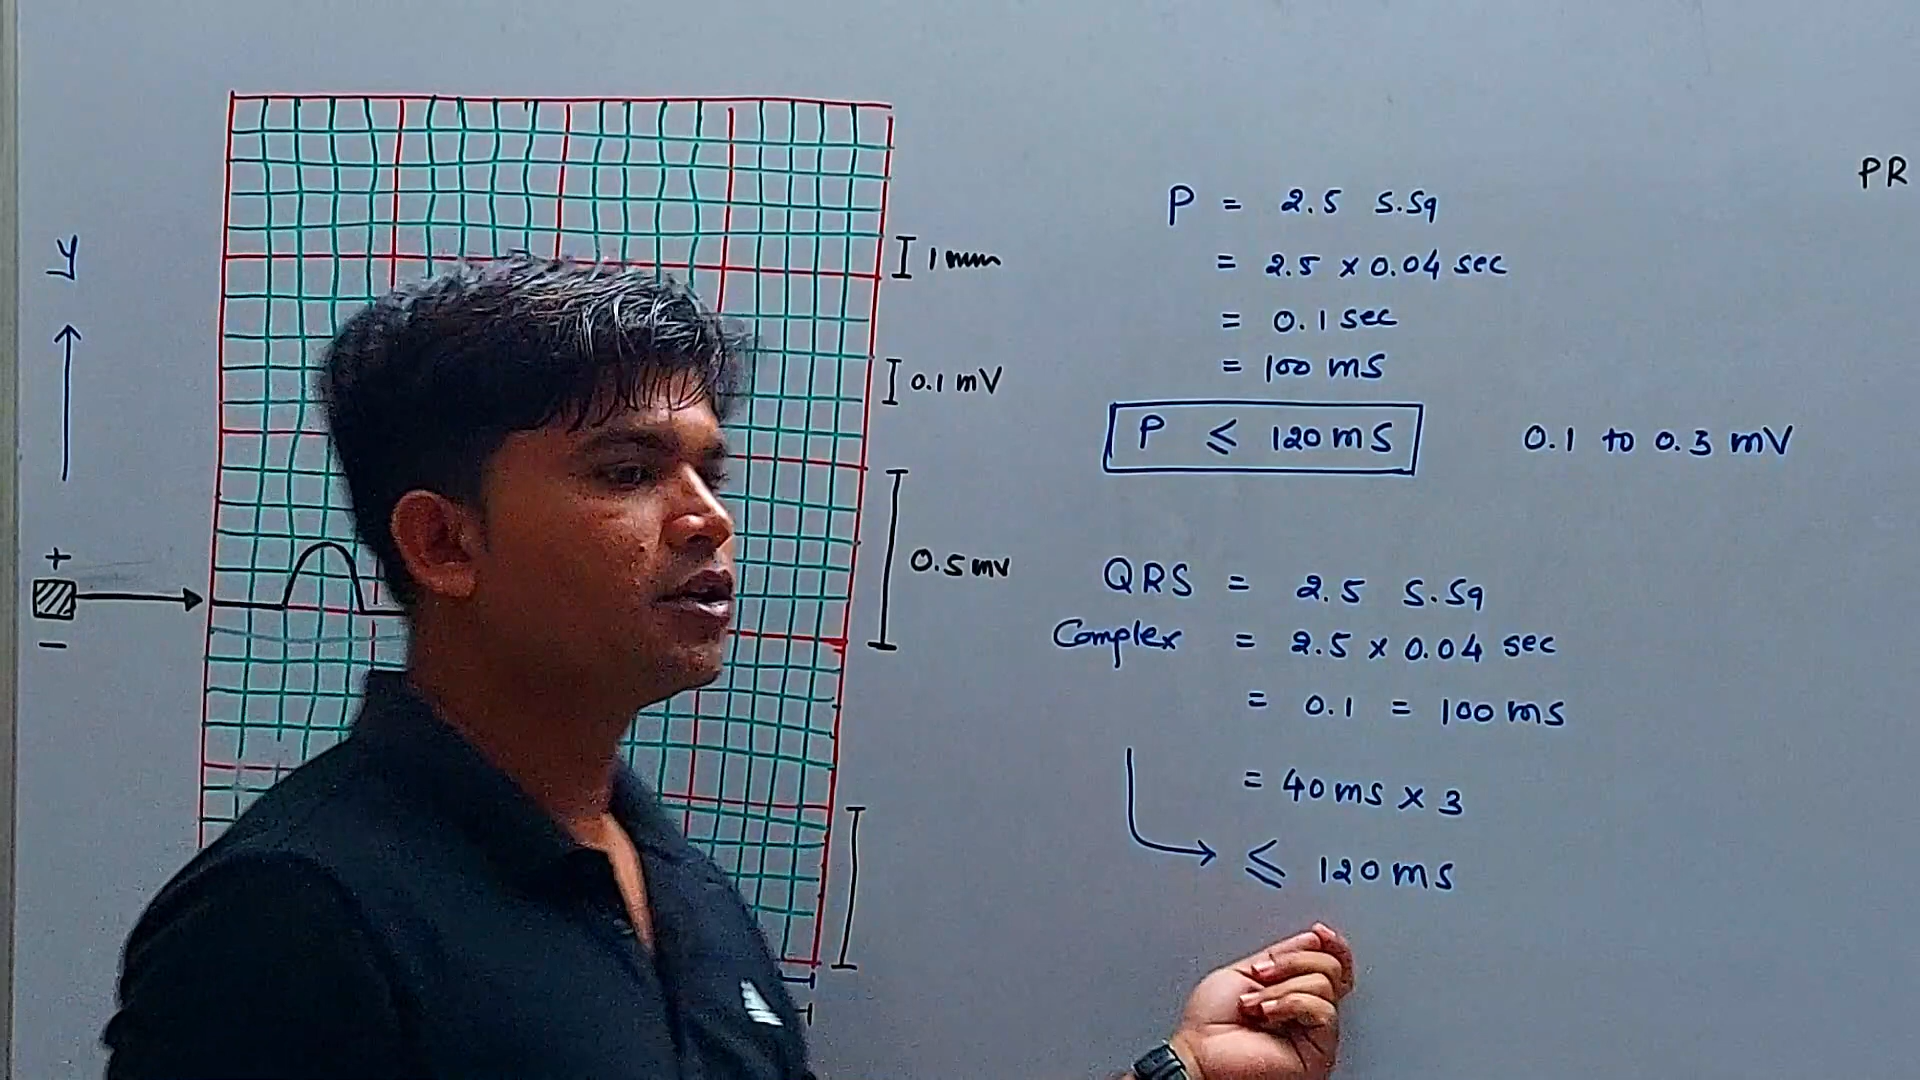 y
+
-
1 mm
0.1 mV
0.5 mv
P = 2.5 S.Sq
= 2.5 x 0.04 sec
= 0.1 sec
= 100 ms
P ≤ 120 ms
0.1 to 0.3 mV
QRS = 2.5 S.Sq
Complex = 2.5 x 0.04 sec
= 0.1 = 100 ms
= 40 ms x 3
≤ 120 ms
PR